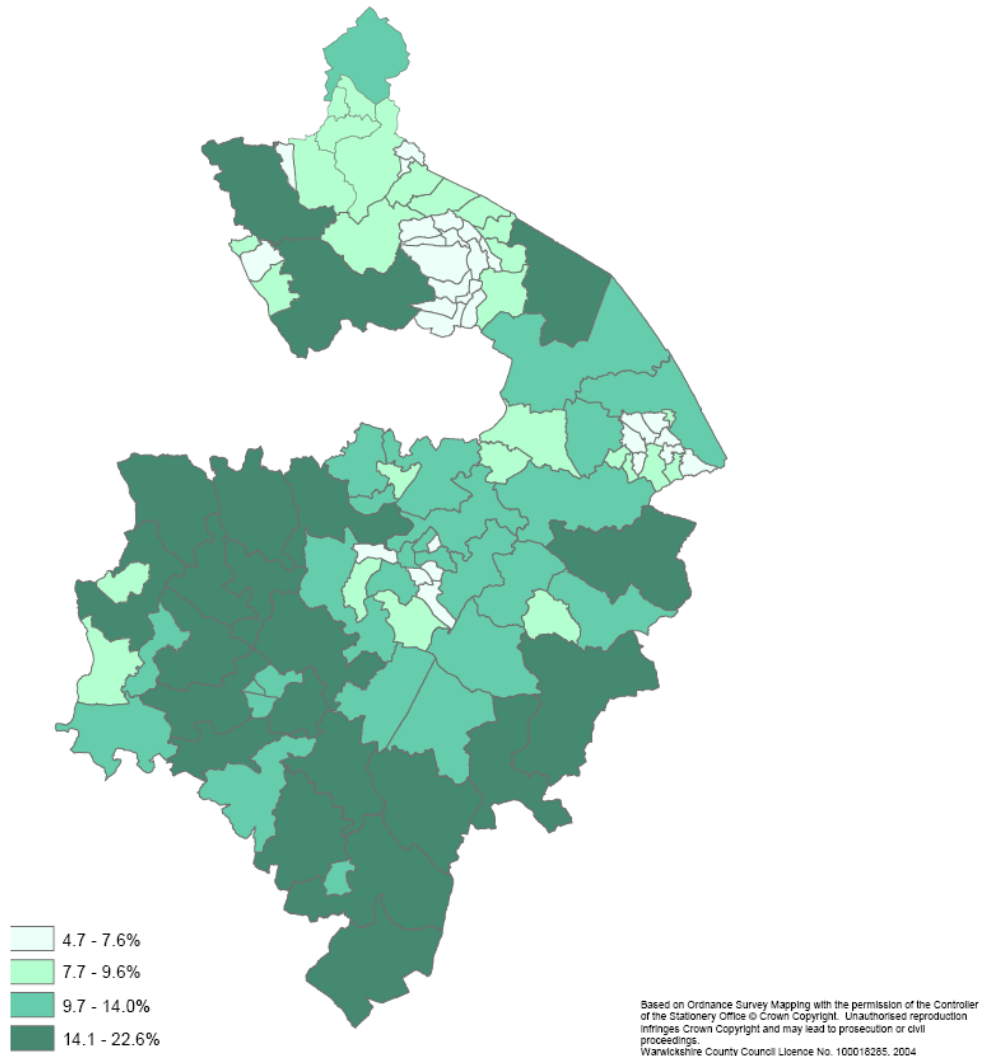 4.7 - 7.6%
7.7 - 9.6%
9.7 - 14.0%
14.1 - 22.6%
Based on Ordnance Survey Mapping with the permission of the Controller
of the Stationery Office © Crown Copyright. Unauthorised reproduction
infringes Crown Copyright and may lead to prosecution or civil
proceedings.
Warwickshire County Council Licence No. 100018285. 2004